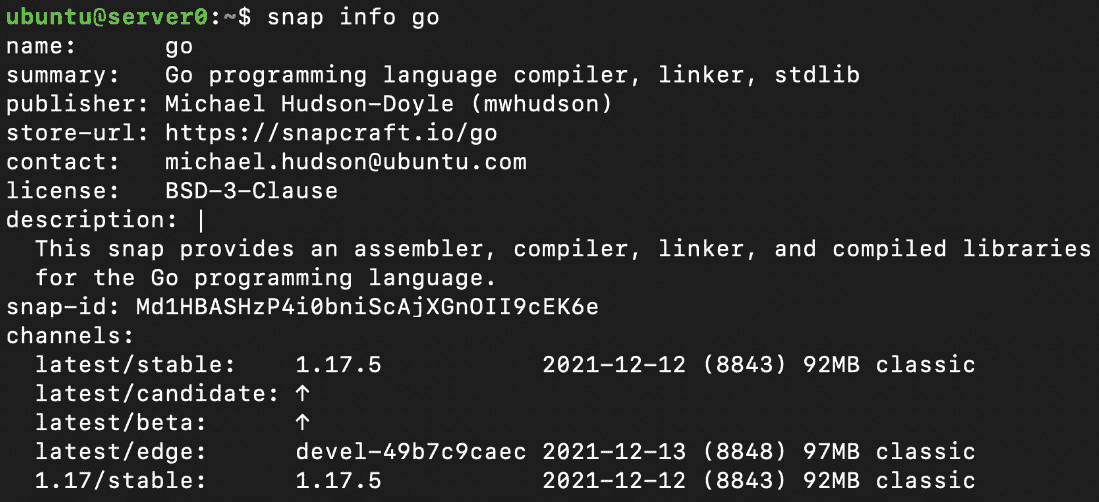 ubuntu@server0:~$ snap info go
name:      go
summary:   Go programming language compiler, linker, stdlib
publisher: Michael Hudson-Doyle (mwhudson)
store-url: https://snapcraft.io/go
contact:   michael.hudson@ubuntu.com
license:   BSD-3-Clause
description: |
  This snap provides an assembler, compiler, linker, and compiled libraries
  for the Go programming language.
snap-id: Md1HBASHzP4i0bniScAjXGnOII9cEK6e
channels:
  latest/stable:    1.17.5           2021-12-12 (8843) 92MB classic
  latest/candidate: ↑
  latest/beta:      ↑
  latest/edge:      devel-49b7c9caec 2021-12-13 (8848) 97MB classic
  1.17/stable:      1.17.5           2021-12-12 (8843) 92MB classic